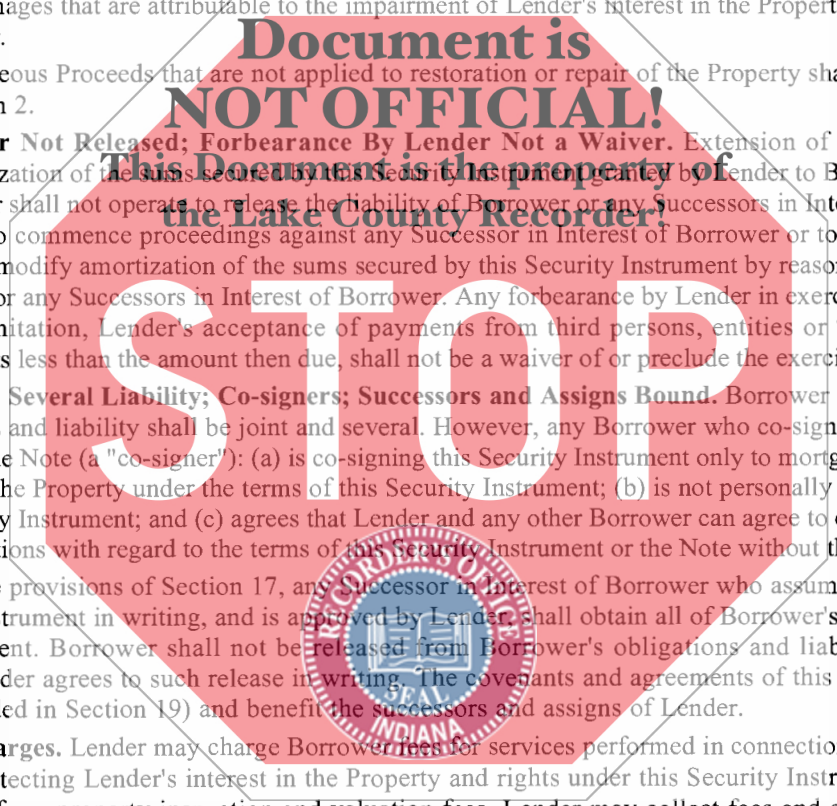 nages that are attributable to the impairment of Lender's interest in the Propert
.
Document is
eous Proceeds that are not applied to restoration or repair of the Property sha
n 2.
NOT OFFICIAL!
r Not Released; Forbearance By Lender Not a Waiver. Extension of
This Document is the property of
zation of the sums secured by this Security Instrument granted by Lender to B
the Lake County Recorder!
r shall not operate to release the liability of Borrower or any Successors in Inte
o commence proceedings against any Successor in Interest of Borrower or to
modify amortization of the sums secured by this Security Instrument by reaso
or any Successors in Interest of Borrower. Any forbearance by Lender in exerc
nitation, Lender's acceptance of payments from third persons, entities or
s less than the amount then due, shall not be a waiver of or preclude the exerci
STOP
Several Liability; Co-signers; Successors and Assigns Bound. Borrower
and liability shall be joint and several. However, any Borrower who co-sign
e Note (a "co-signer"): (a) is co-signing this Security Instrument only to mortg
he Property under the terms of this Security Instrument; (b) is not personally
y Instrument; and (c) agrees that Lender and any other Borrower can agree to
tions with regard to the terms of this Security Instrument or the Note without th
e provisions of Section 17, any Successor in Interest of Borrower who assum
strument in writing, and is approved by Lender, shall obtain all of Borrower's
ent. Borrower shall not be released from Borrower's obligations and liab
der agrees to such release in writing. The covenants and agreements of this
ed in Section 19) and benefit the successors and assigns of Lender.
RECORDER'S OFFICE
SEAL
INDIANA
arges. Lender may charge Borrower fees for services performed in connectio
tecting Lender's interest in the Property and rights under this Security Instr